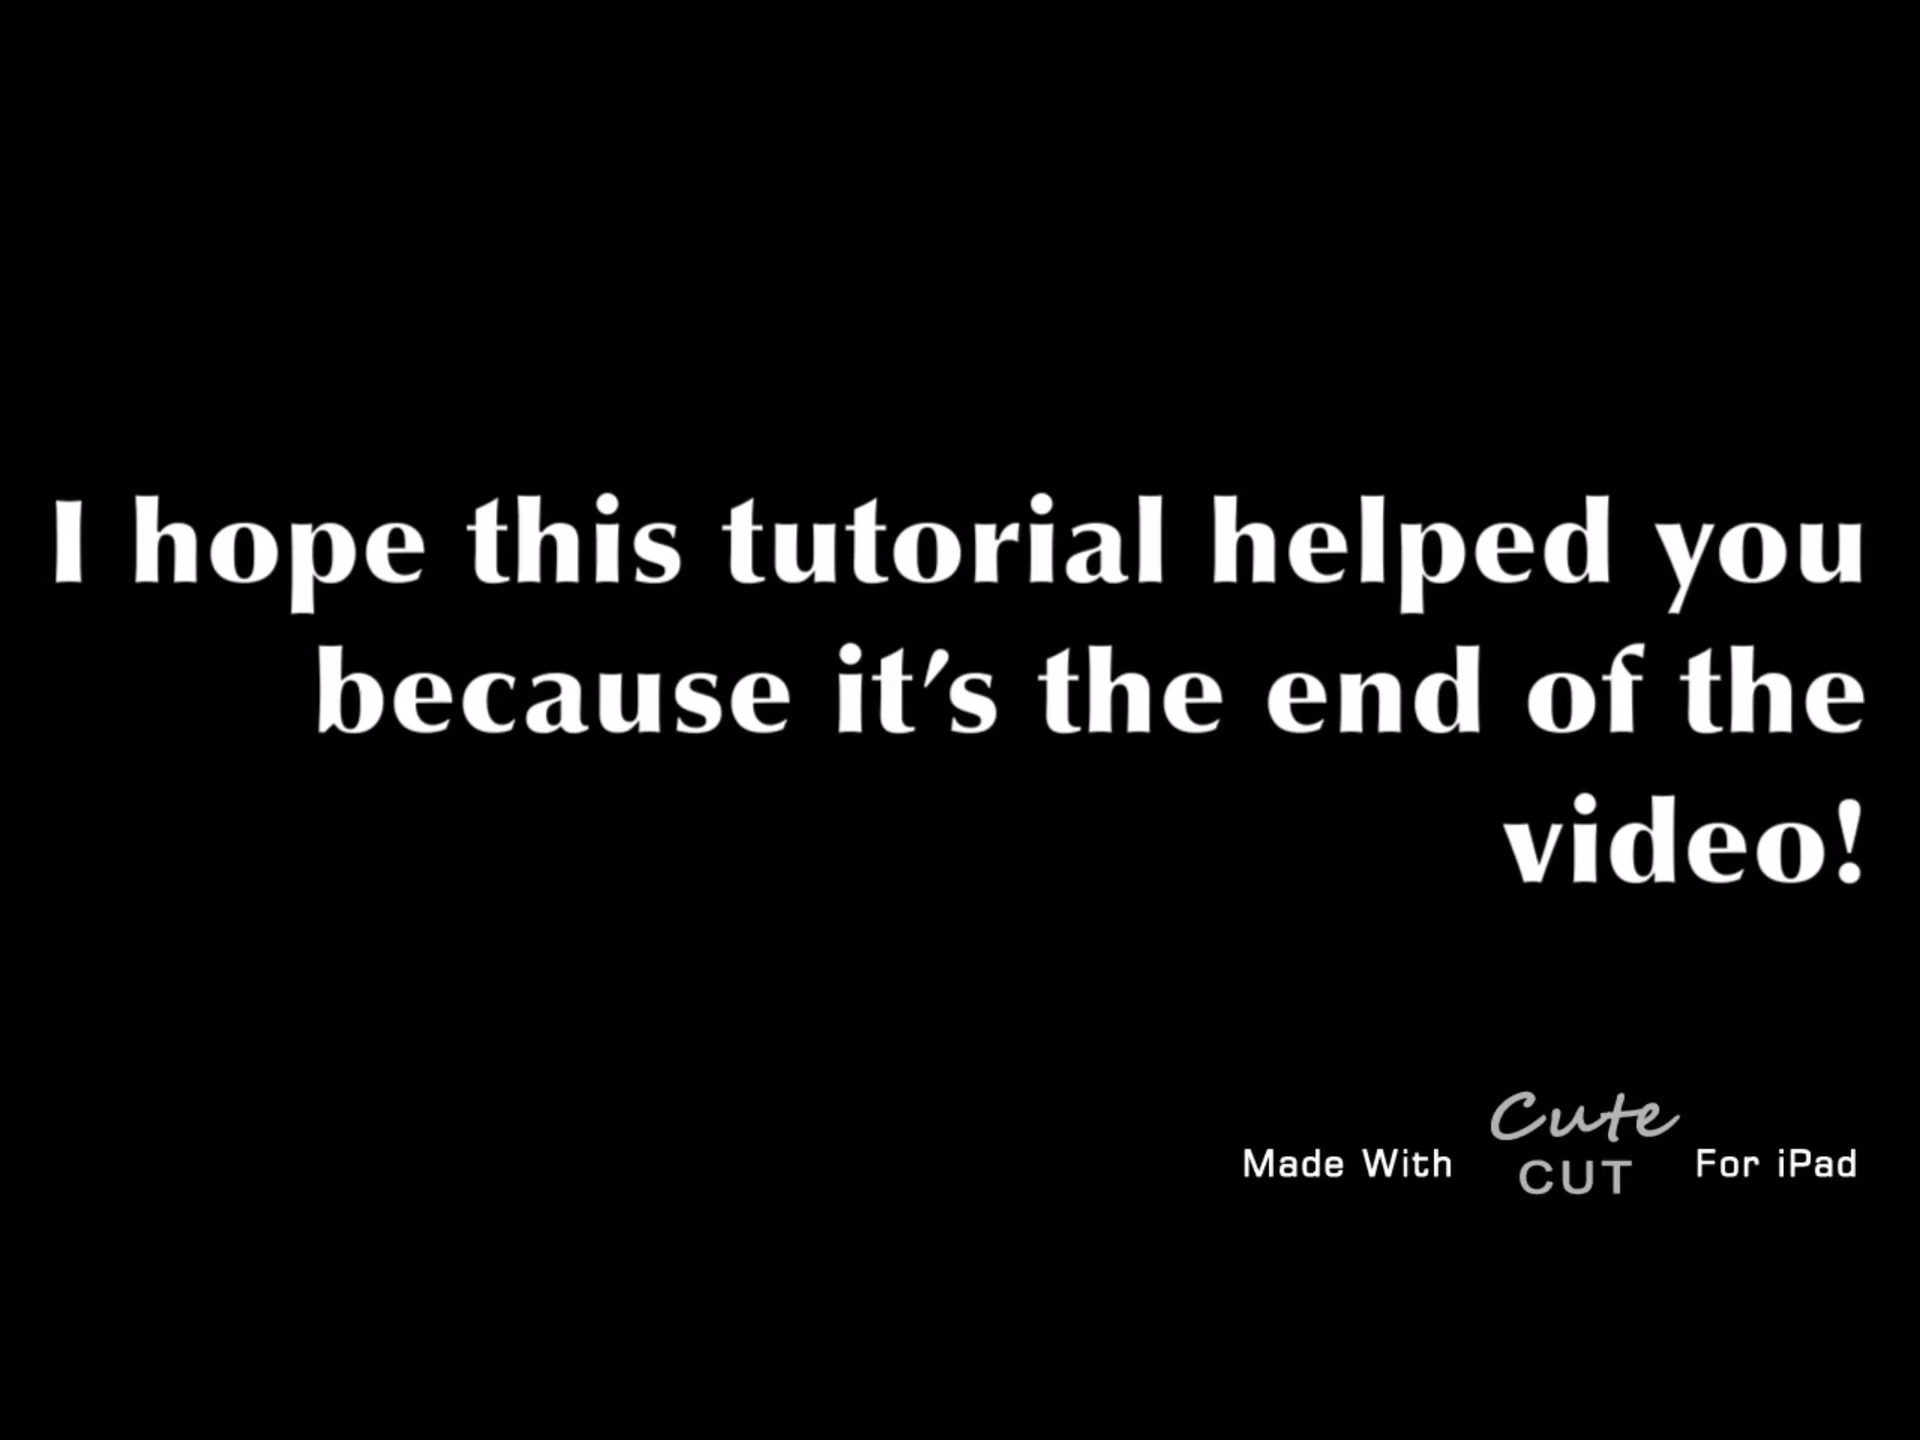 I hope this tutorial helped you
because it’s the end of the
video!
Made With Cute CUT For iPad